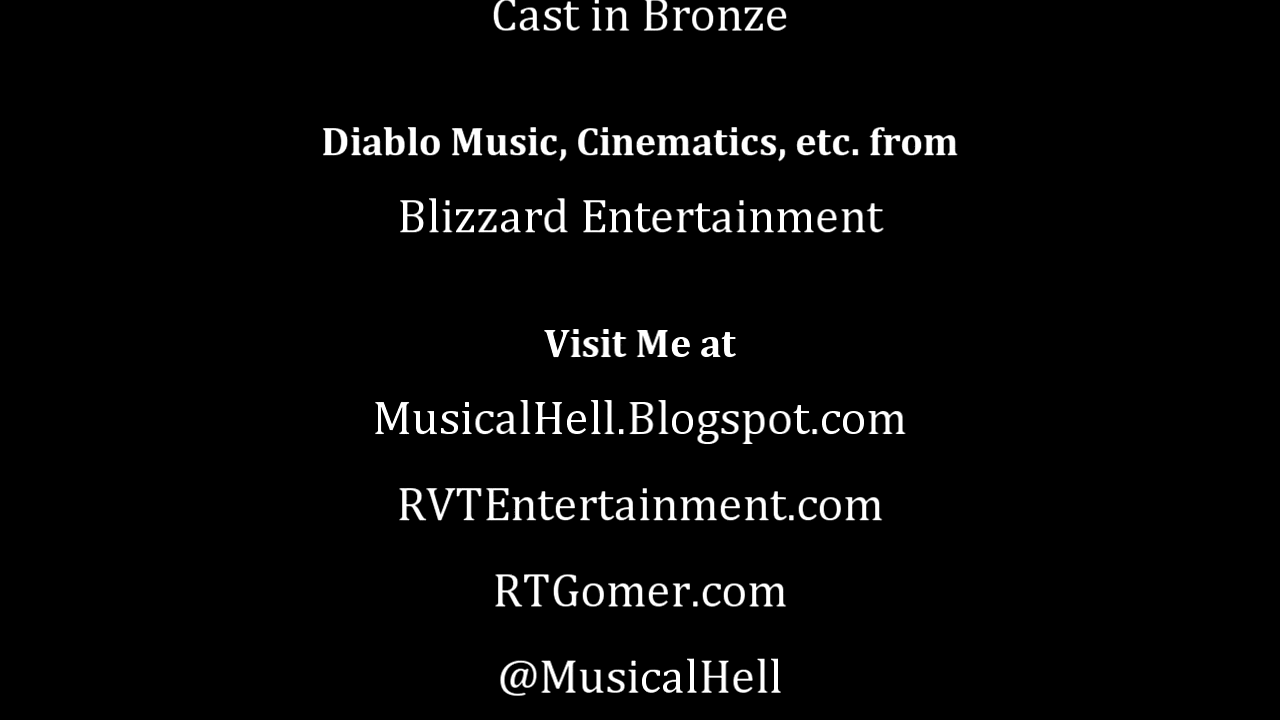 Cast in Bronze
Diablo Music, Cinematics, etc. from
Blizzard Entertainment
Visit Me at
MusicalHell.Blogspot.com
RVTEntertainment.com
RTGomer.com
@MusicalHell